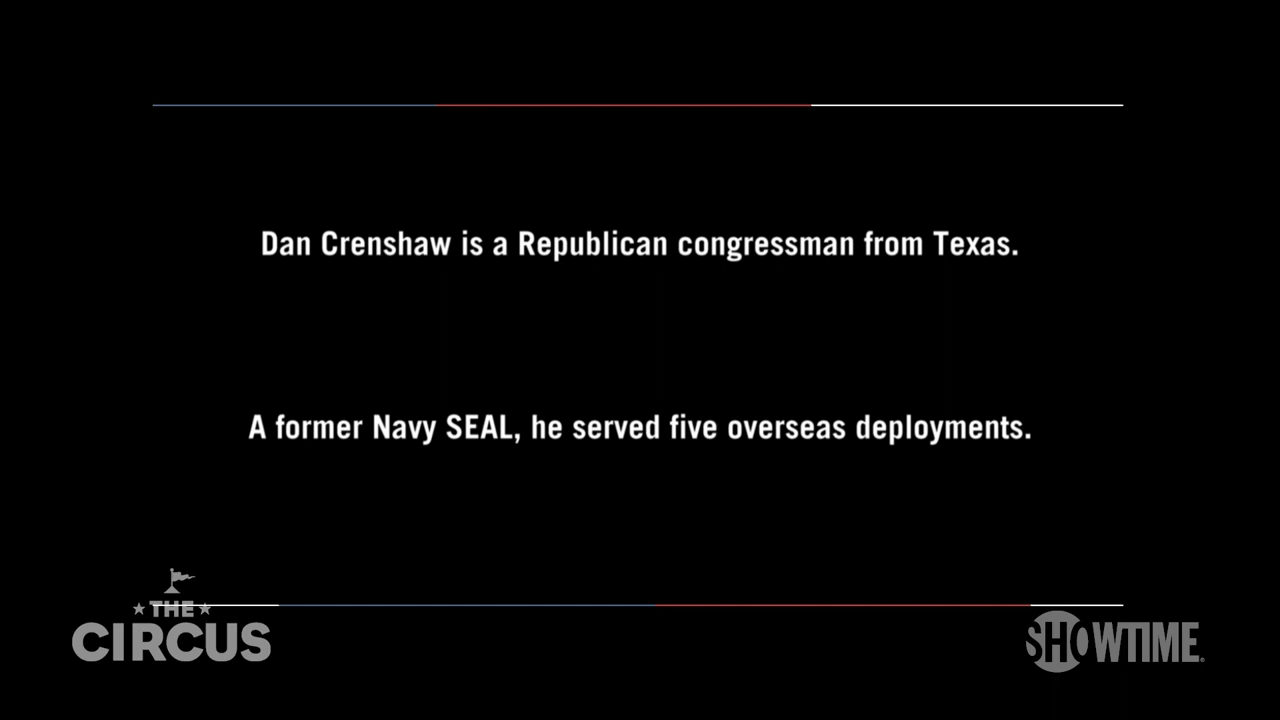 Dan Crenshaw is a Republican congressman from Texas.
A former Navy SEAL, he served five overseas deployments.
THE
CIRCUS
SHOWTIME